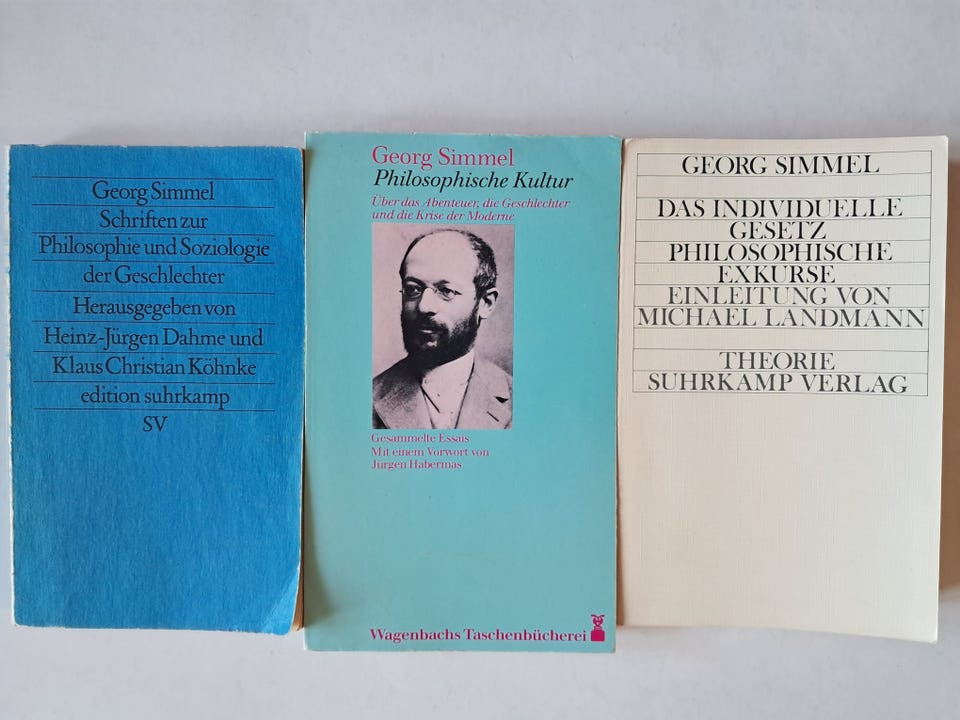 Georg Simmel
Schriften zur
Philosophie und Soziologie
der Geschlechter
Herausgegeben von
Heinz-Jürgen Dahme und
Klaus Christian Köhnke
edition suhrkamp
SV
Georg Simmel
Philosophische Kultur
Über das Abenteuer, die Geschlechter
und die Krise der Moderne
Gesammelte Essais
Mit einem Vorwort von
Jürgen Habermas
Wagenbachs Taschenbücherei
GEORG SIMMEL
DAS INDIVIDUELLE
GESETZ
PHILOSOPHISCHE
EXKURSE
EINLEITUNG VON
MICHAEL LANDMANN
THEORIE
SUHRKAMP VERLAG